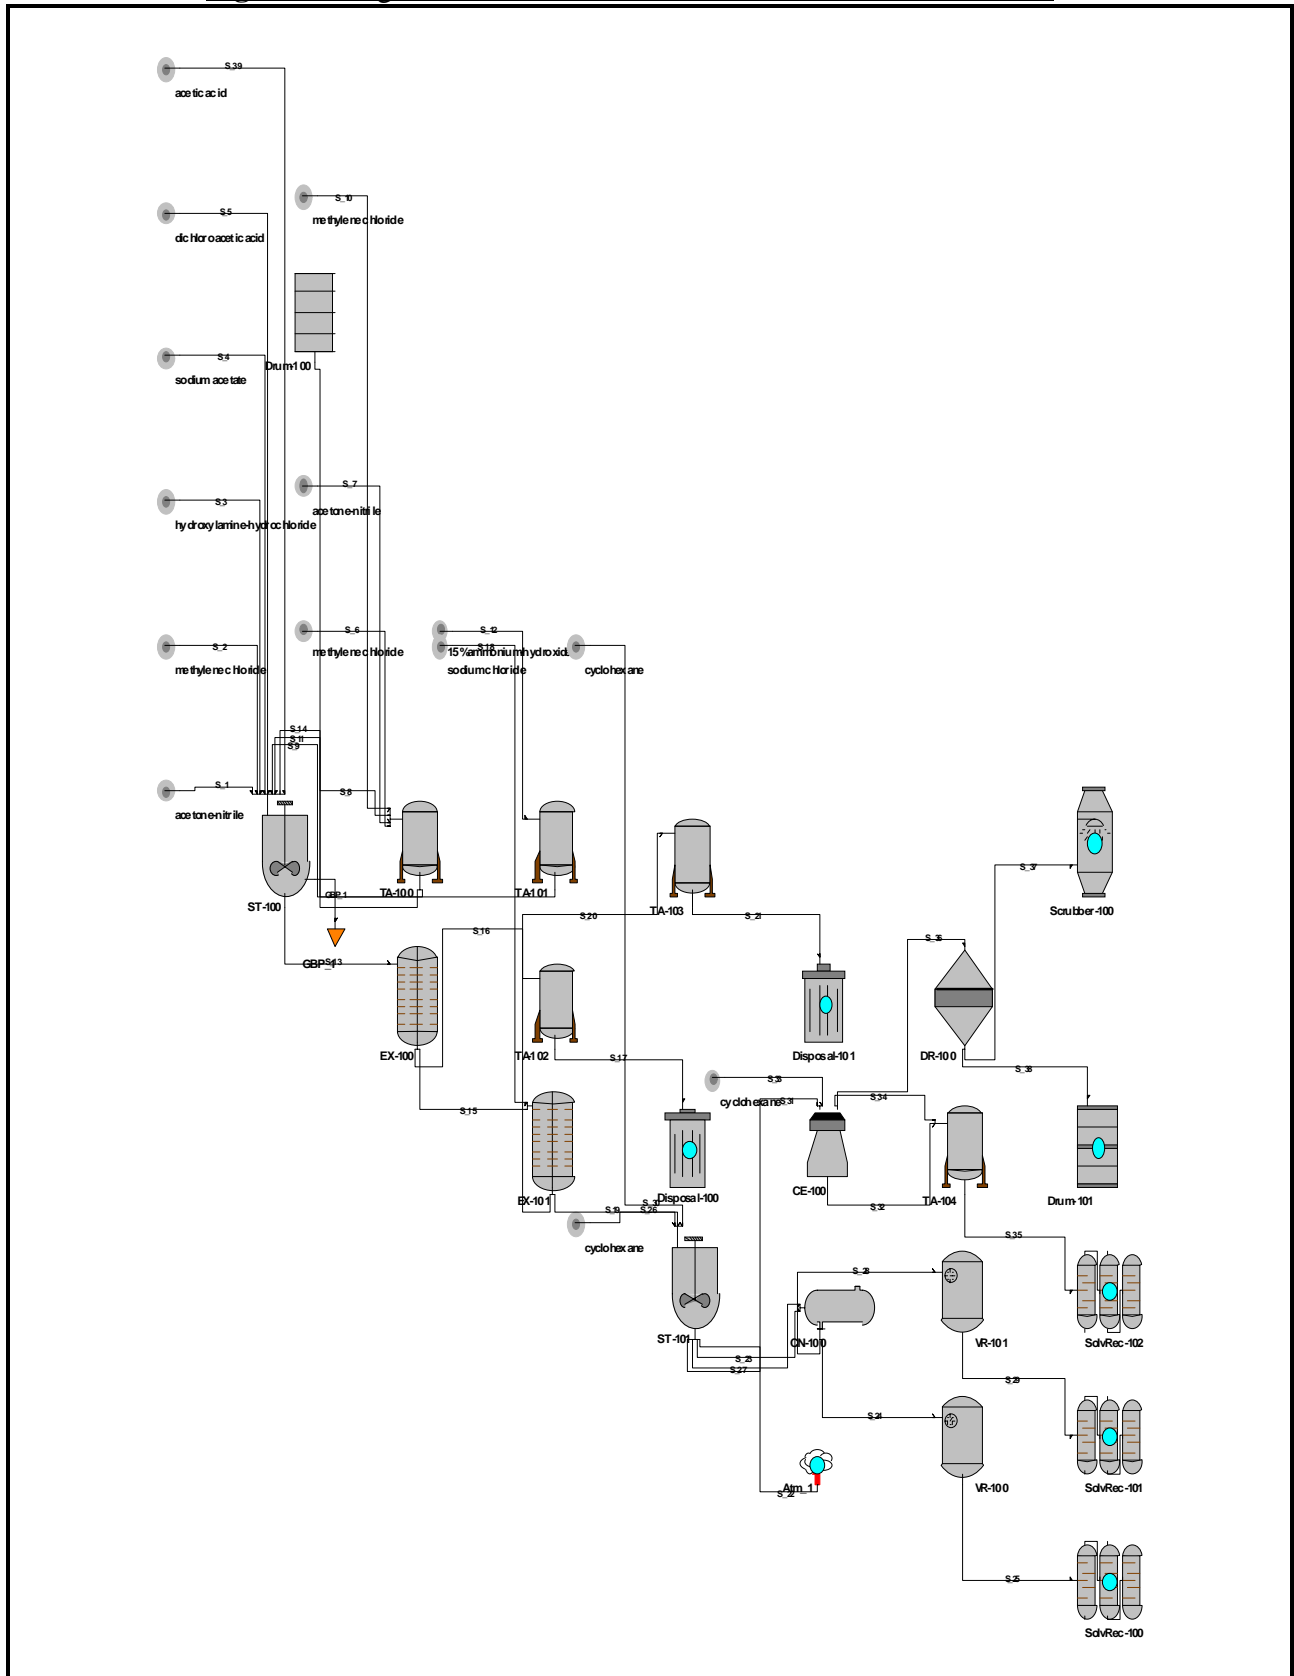 S_39
acetic acid
S_10
methylene chloride
S_5
dichloroacetic acid
S_4
Drum-100
sodium acetate
S_7
acetone-nitrile
S_3
hydroxylamine-hydrochloride
S_6
methylene chloride
S_12
S_18
15% ammonium hydroxid
sodium chloride
cyclohexane
S_2
methylene chloride
S_14
S_11
S_9
S_1
acetone-nitrile
S_8
TA-100
TA-101
GBP_1
ST-100
TA-103
Scrubber-100
S_37
S_20
S_21
S_16
GBP_1
S_13
S_36
EX-100
TA-102
S_17
Disposal-101
DR-100
S_38
S_33
cyclohexane
S_31
S_34
S_15
EX-101
Disposal-100
CE-100
S_32
TA-104
Drum-101
S_30
S_19
S_26
cyclohexane
S_35
S_28
ST-101
CN-100
VR-101
SolvRec-102
S_23
S_27
S_29
S_24
Atm_1
S_22
VR-100
SolvRec-101
S_25
SolvRec-100